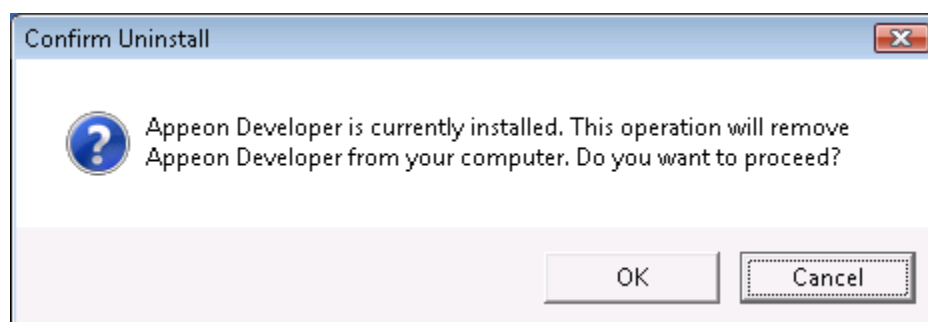 Confirm Uninstall
Appeon Developer is currently installed. This operation will remove
Appeon Developer from your computer. Do you want to proceed?
OK
Cancel